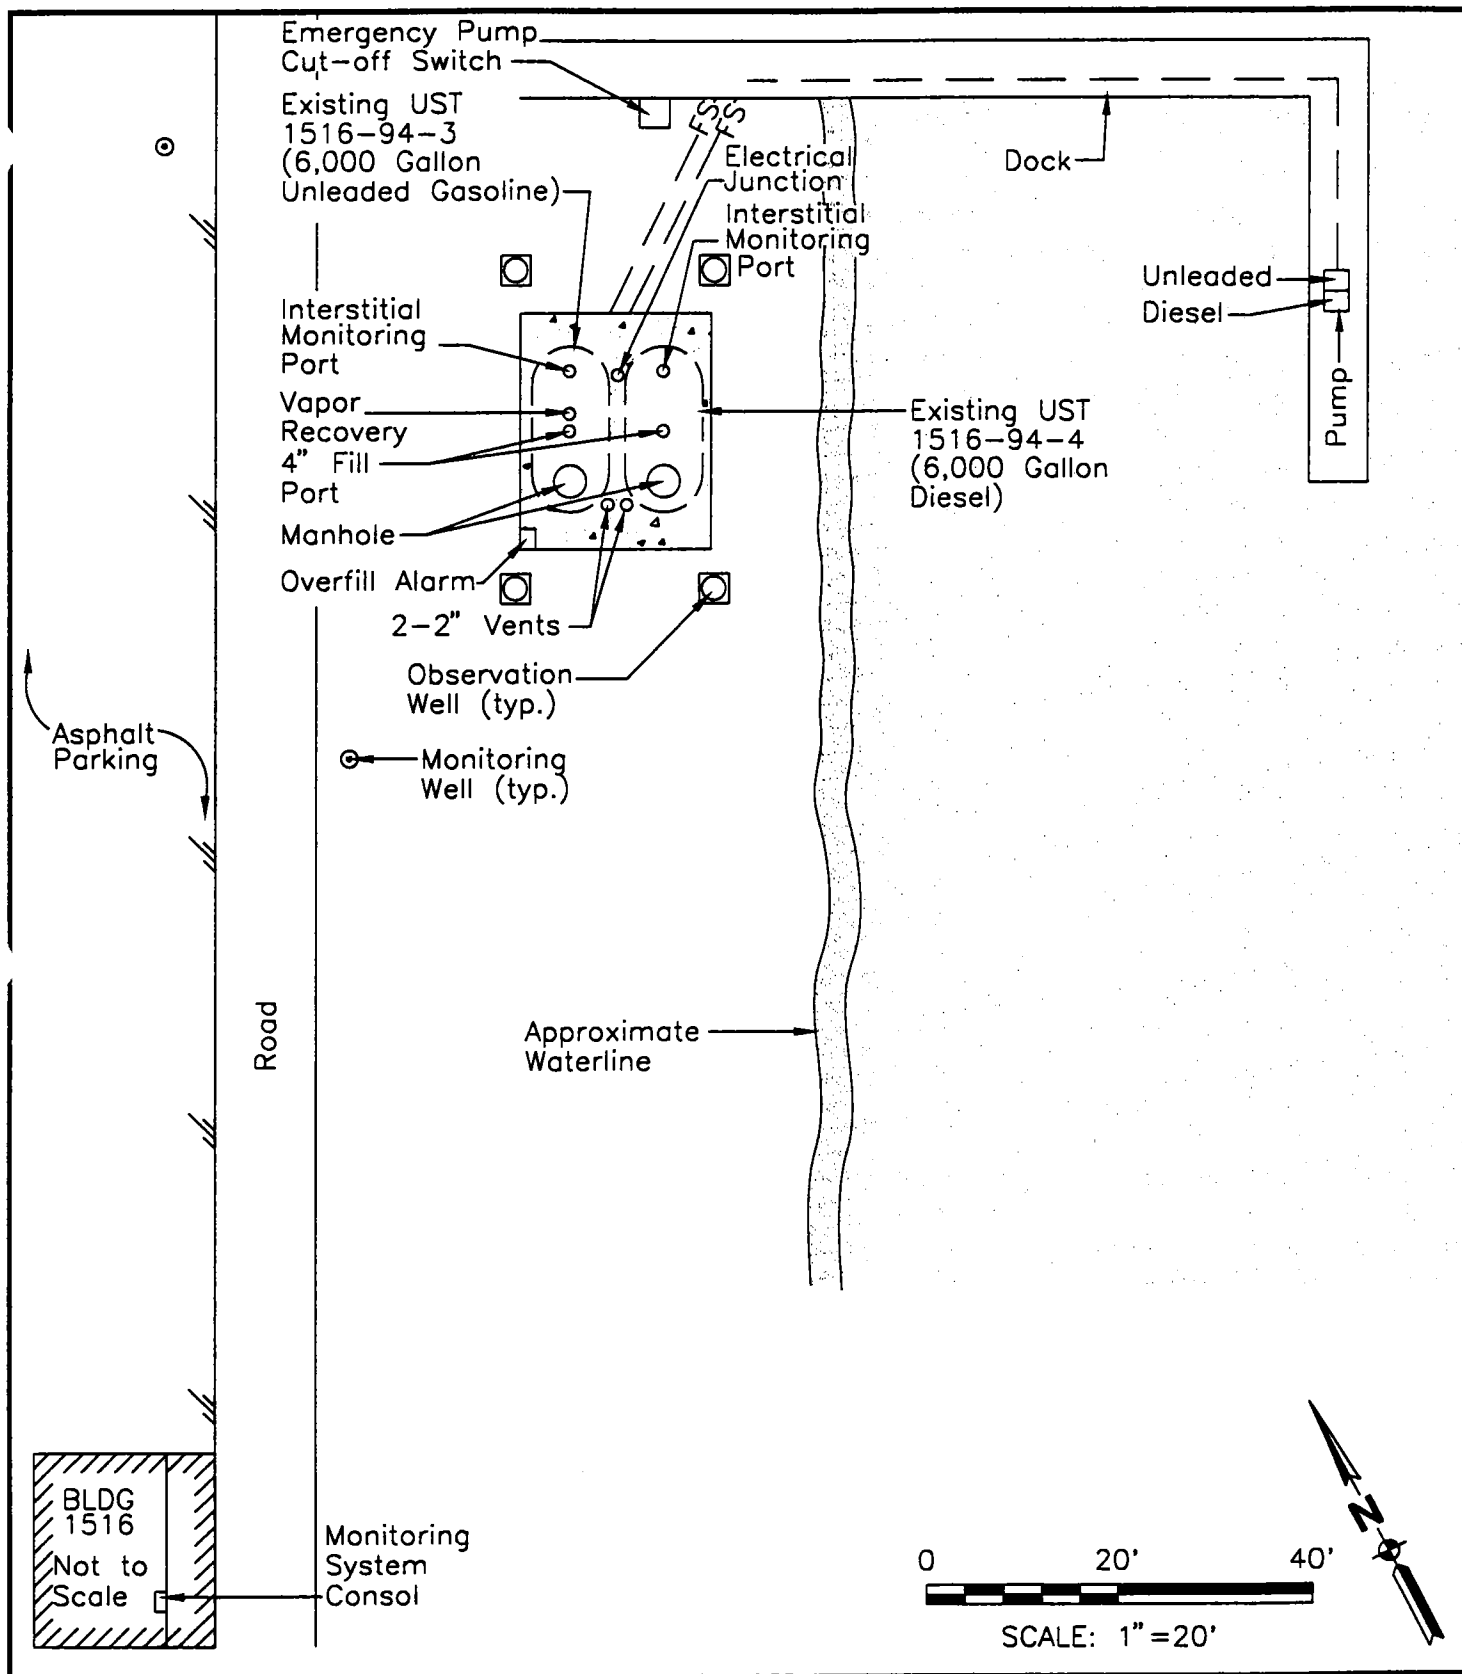 Emergency Pump
Cut-off Switch
Existing UST
1516-94-3
(6,000 Gallon
Unleaded Gasoline)
FS
FS
Electrical
Junction
Interstitial
Monitoring
Port
Dock
Unleaded
Diesel
Pump
Interstitial
Monitoring
Port
Vapor
Recovery
4" Fill
Port
Manhole
Overfill Alarm
2-2" Vents
Existing UST
1516-94-4
(6,000 Gallon
Diesel)
Observation
Well (typ.)
Asphalt
Parking
Monitoring
Well (typ.)
Road
Approximate
Waterline
BLDG
1516
Not to
Scale
Monitoring
System
Consol
N
0 20' 40'
SCALE: 1"=20'